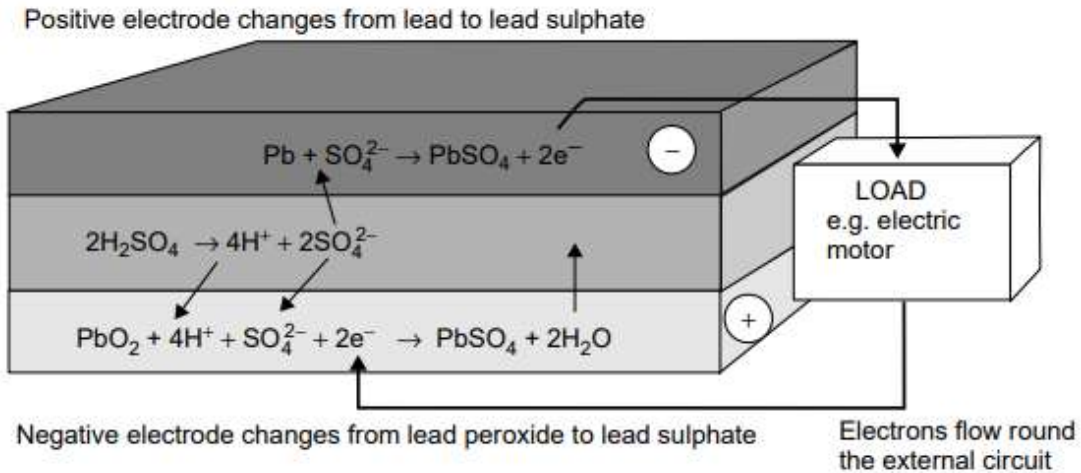 Positive electrode changes from lead to lead sulphate
Pb + SO₄²⁻ → PbSO₄ + 2e⁻
−
LOAD
e.g. electric
motor
2H₂SO₄ → 4H⁺ + 2SO₄²⁻
+
PbO₂ + 4H⁺ + SO₄²⁻ + 2e⁻ → PbSO₄ + 2H₂O
Negative electrode changes from lead peroxide to lead sulphate
Electrons flow round
the external circuit